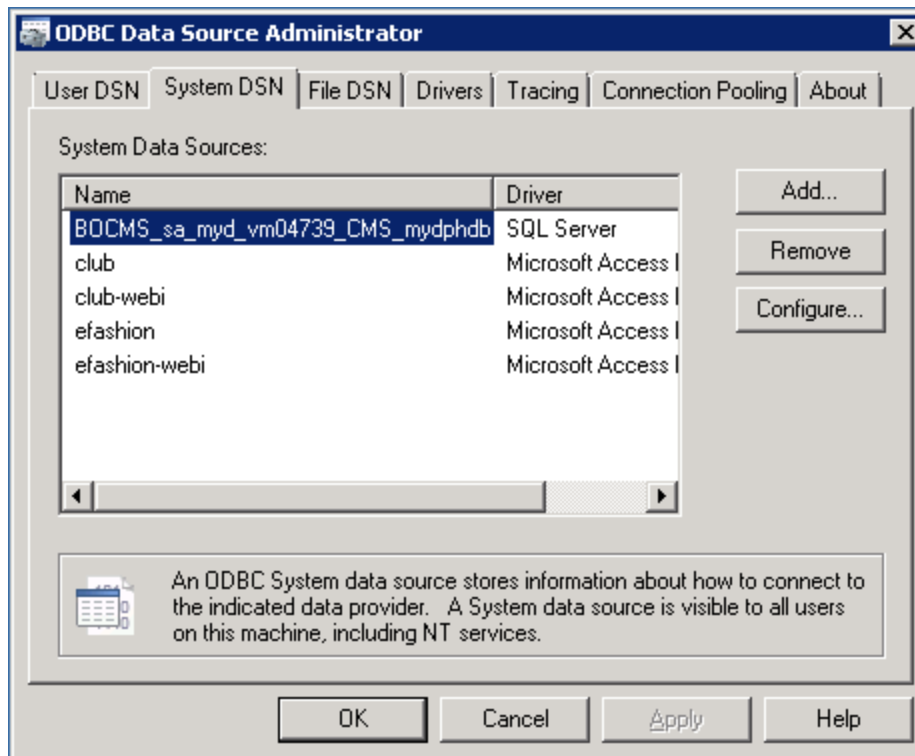 ODBC Data Source Administrator
User DSN System DSN File DSN Drivers Tracing Connection Pooling About
System Data Sources:
Name Driver
BOCMS_sa_myd_vm04739_CMS_mydphdb SQL Server
club Microsoft Access
club-webi Microsoft Access
efashion Microsoft Access
efashion-webi Microsoft Access
Add...
Remove
Configure...
An ODBC System data source stores information about how to connect to
the indicated data provider. A System data source is visible to all users
on this machine, including NT services.
OK Cancel Apply Help